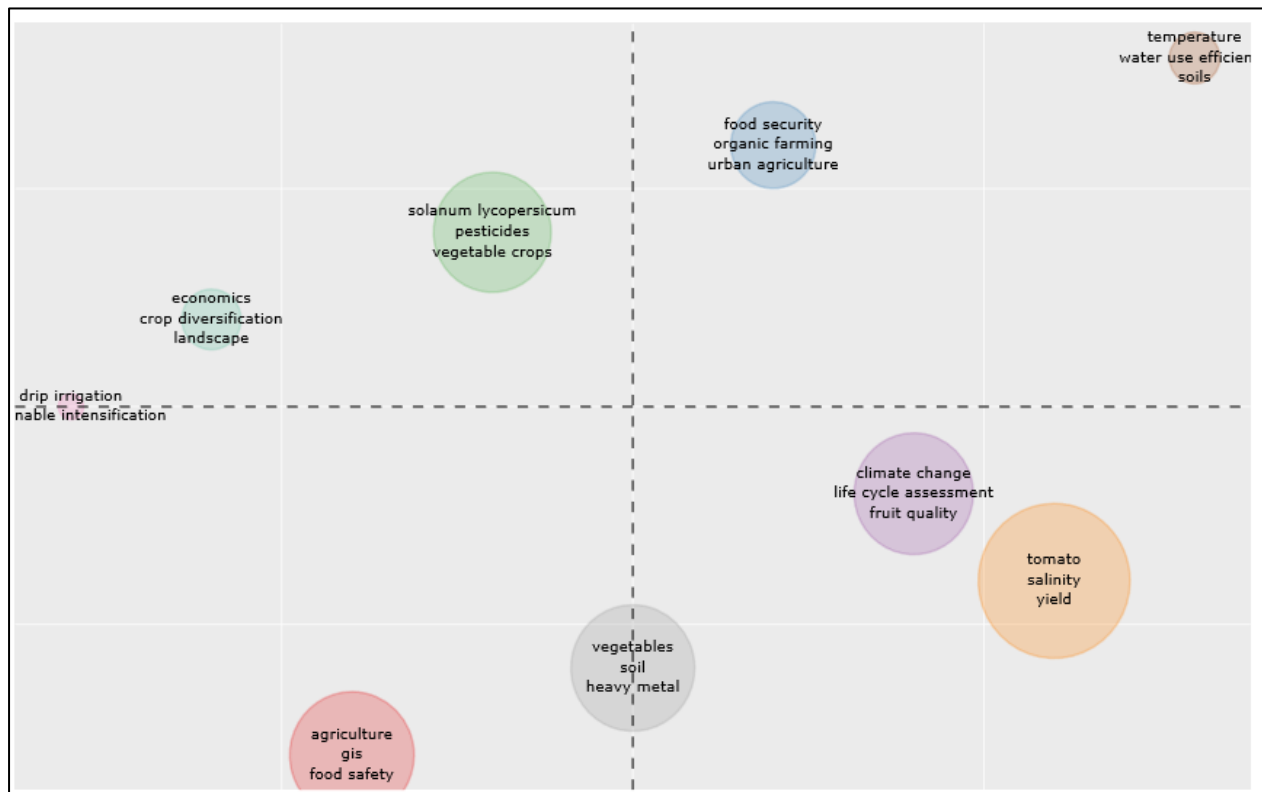 temperature
water use efficien
soils
food security
organic farming
urban agriculture
solanum lycopersicum
pesticides
vegetable crops
economics
crop diversification
landscape
drip irrigation
nable intensification
climate change
life cycle assessment
fruit quality
tomato
salinity
yield
vegetables
soil
heavy metal
agriculture
gis
food safety